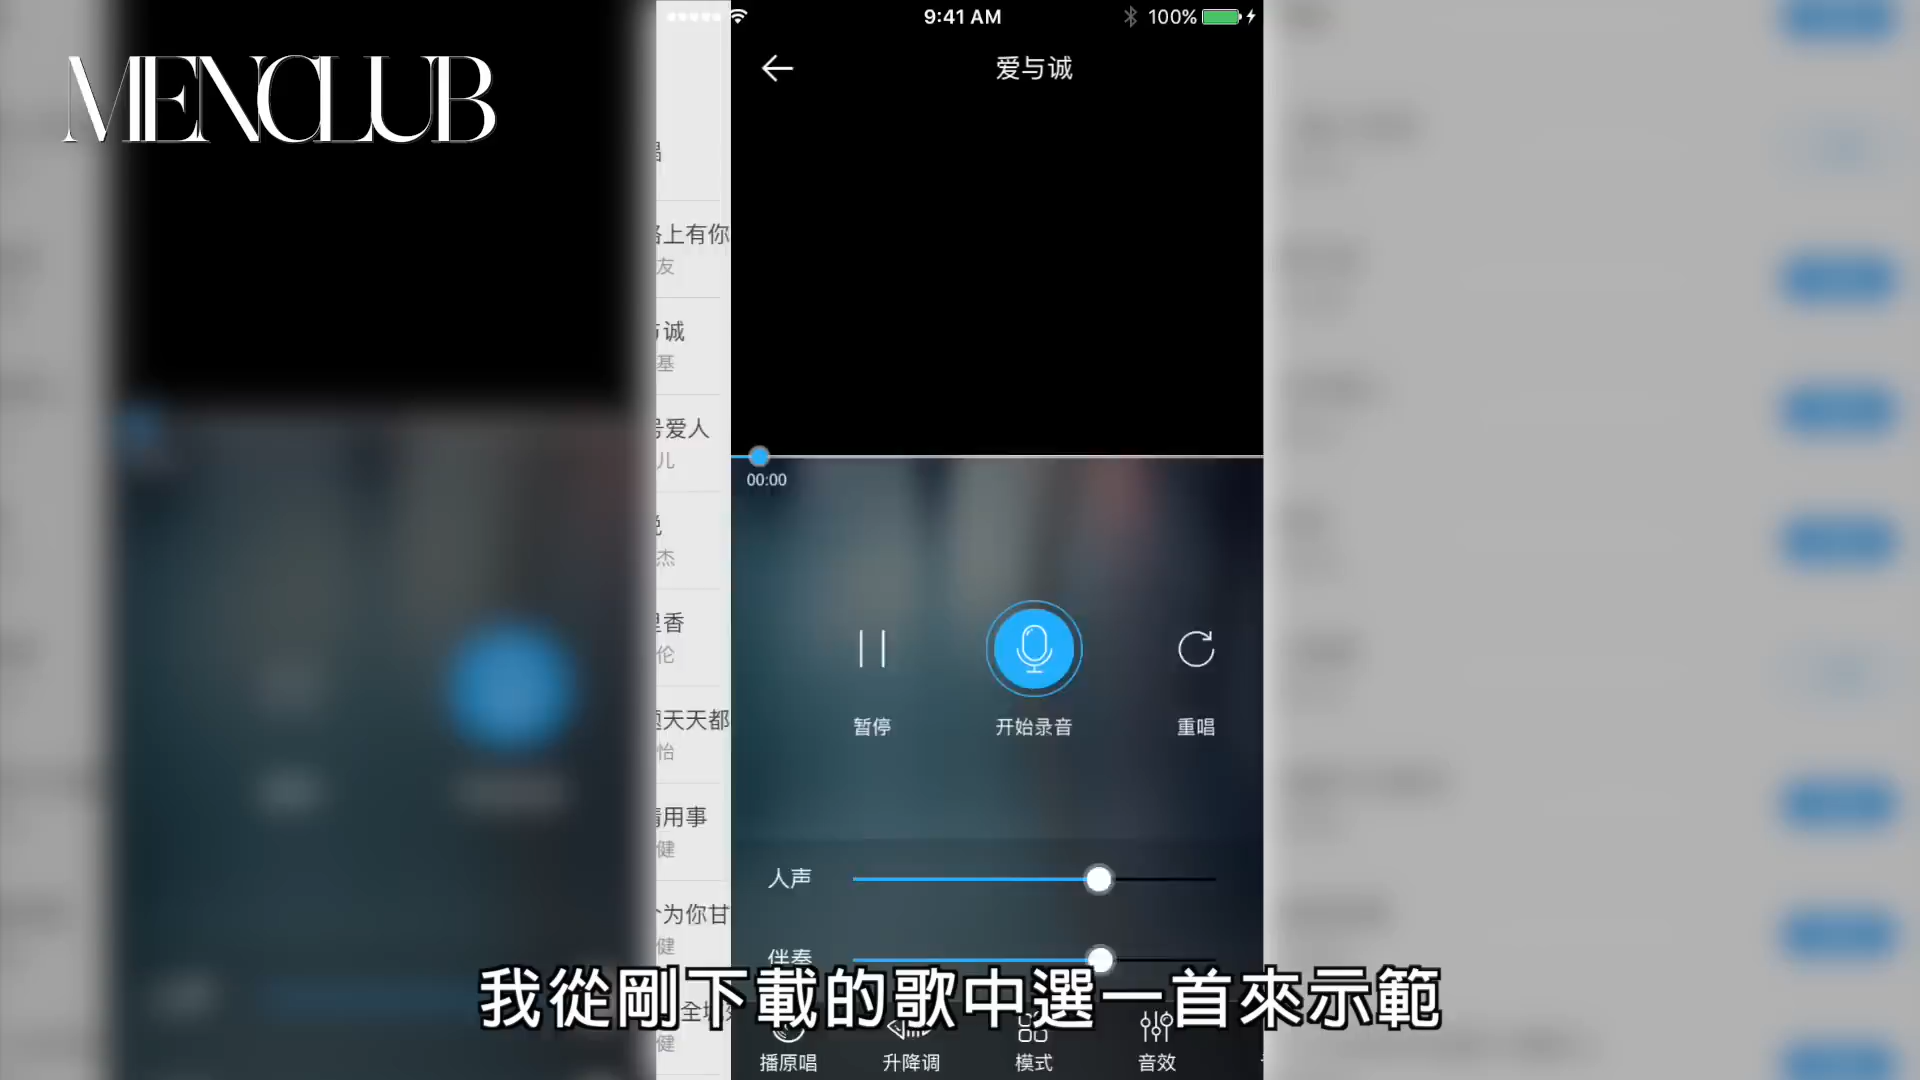 MENCLUB
9:41 AM
100%
爱与诚
上有你
友
诚
基
爱人
儿
杰
香
伦
天天都
怡
用事
健
为你甘
健
全
健
00:00
暂停
开始录音
重唱
人声
伴奏
我從剛下載的歌中選一首來示範
播原唱
升降调
模式
音效